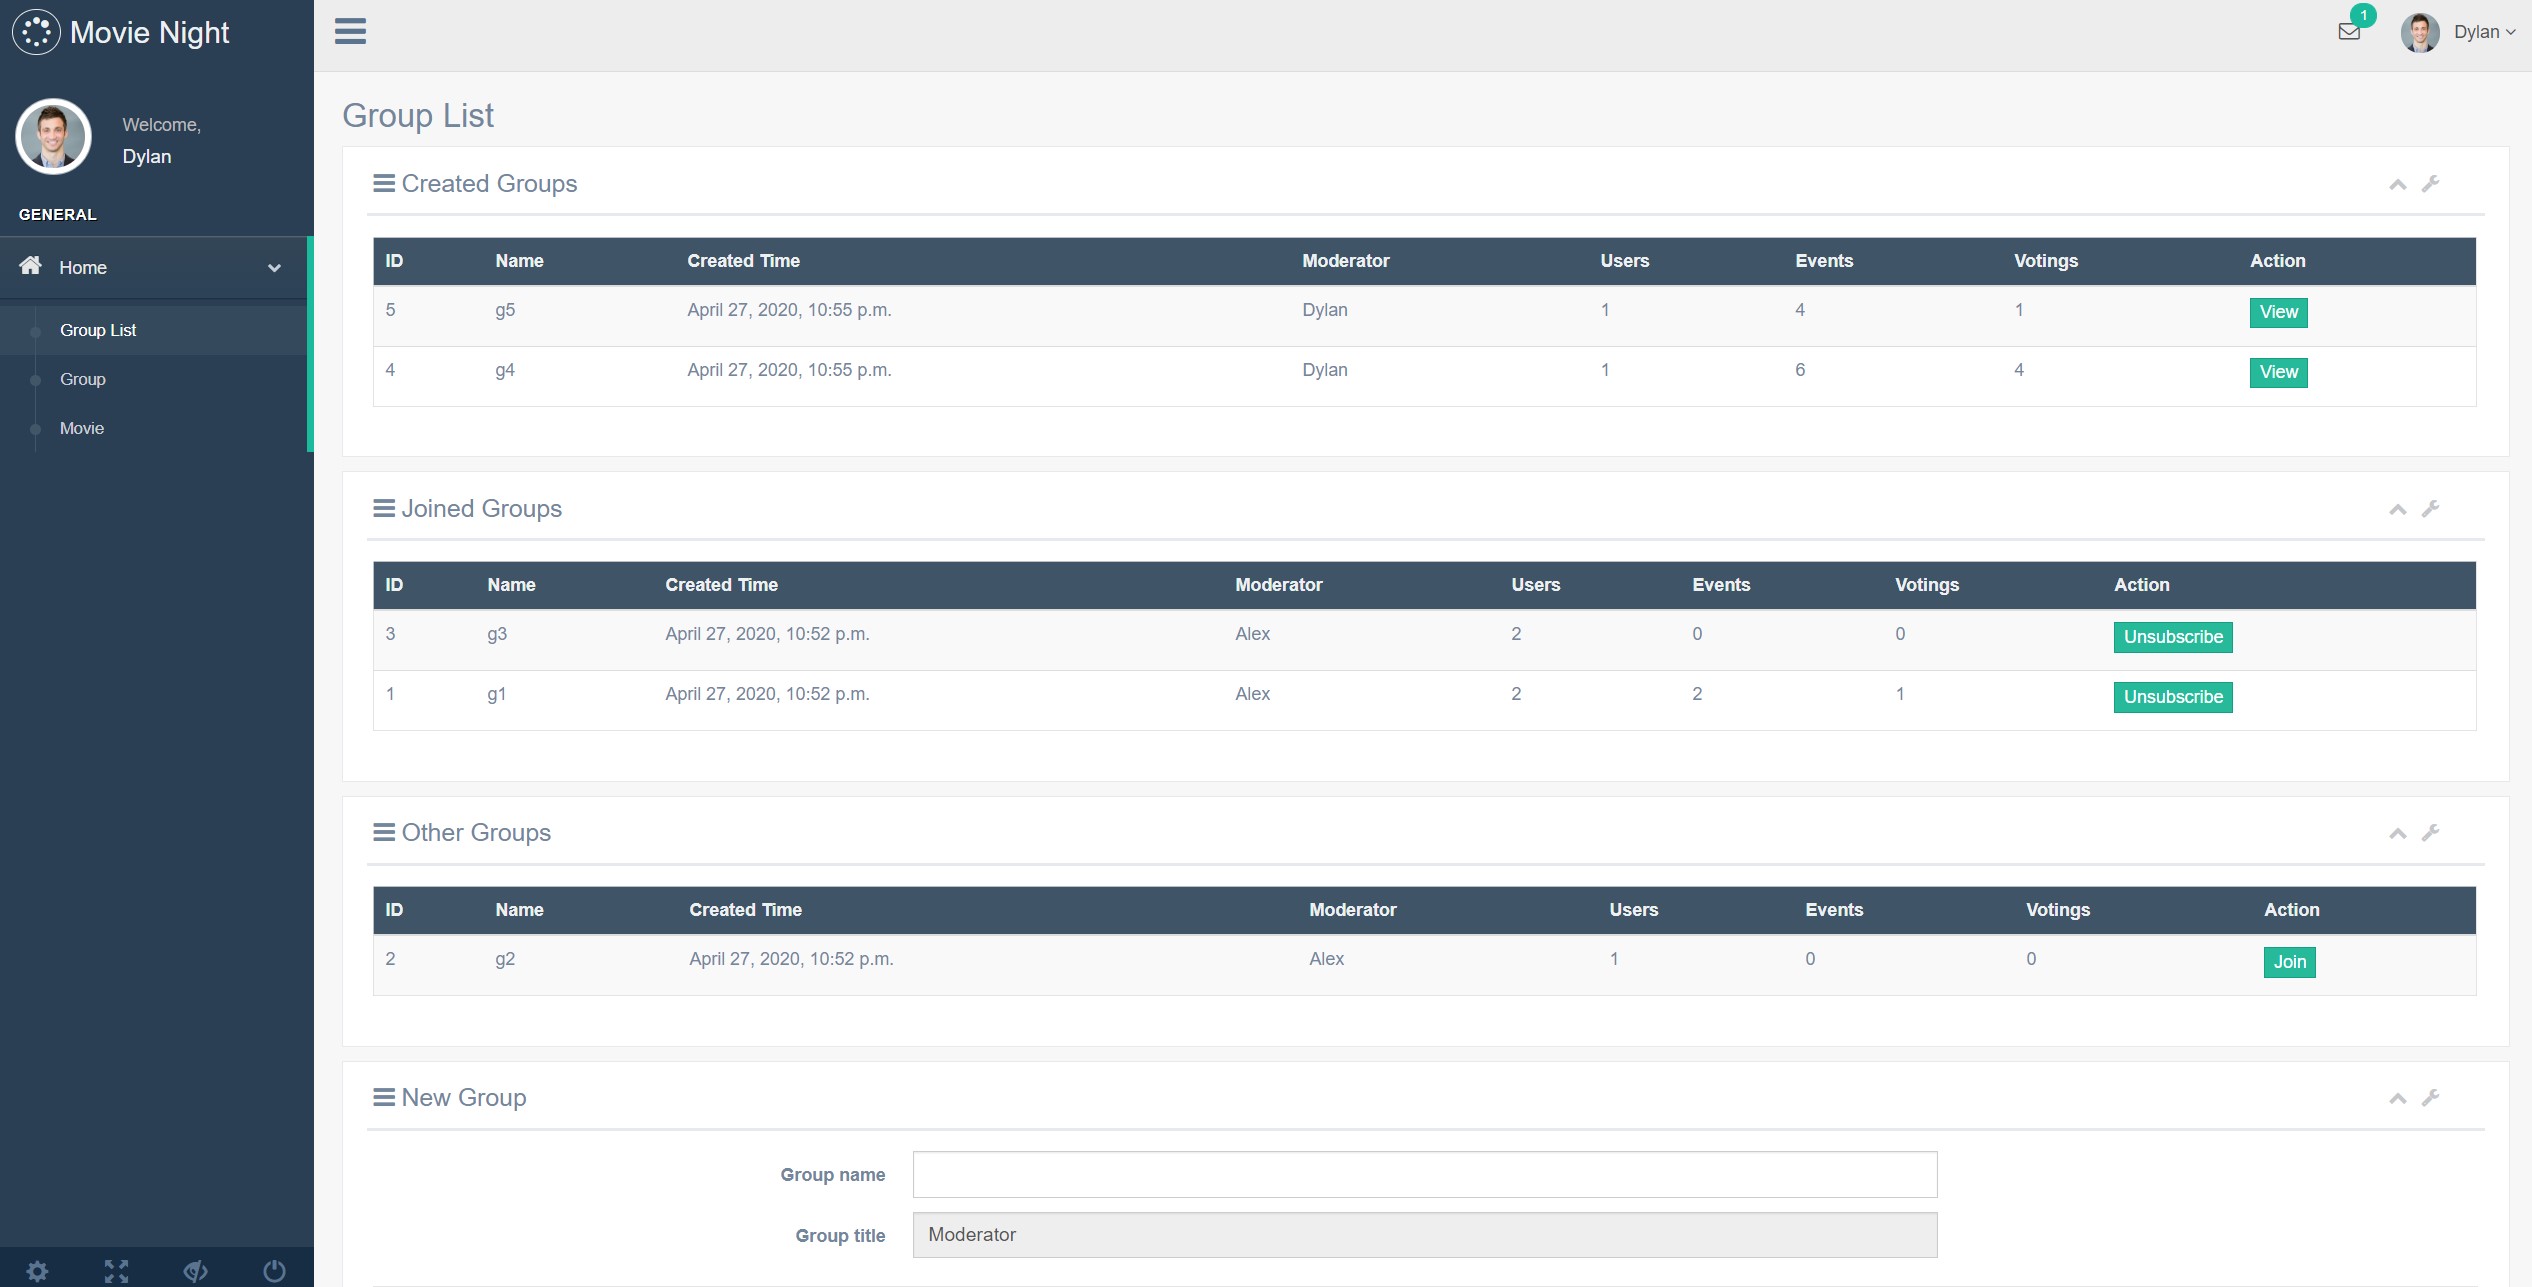 Movie Night
1
Dylan
Welcome,
Dylan
GENERAL
Home
Group List
Group
Movie
Group List
Created Groups
ID Name Created Time Moderator Users Events Votings Action
5 g5 April 27, 2020, 10:55 p.m. Dylan 1 4 1 View
4 g4 April 27, 2020, 10:55 p.m. Dylan 1 6 4 View
Joined Groups
ID Name Created Time Moderator Users Events Votings Action
3 g3 April 27, 2020, 10:52 p.m. Alex 2 0 0 Unsubscribe
1 g1 April 27, 2020, 10:52 p.m. Alex 2 2 1 Unsubscribe
Other Groups
ID Name Created Time Moderator Users Events Votings Action
2 g2 April 27, 2020, 10:52 p.m. Alex 1 0 0 Join
New Group
Group name
Group title Moderator